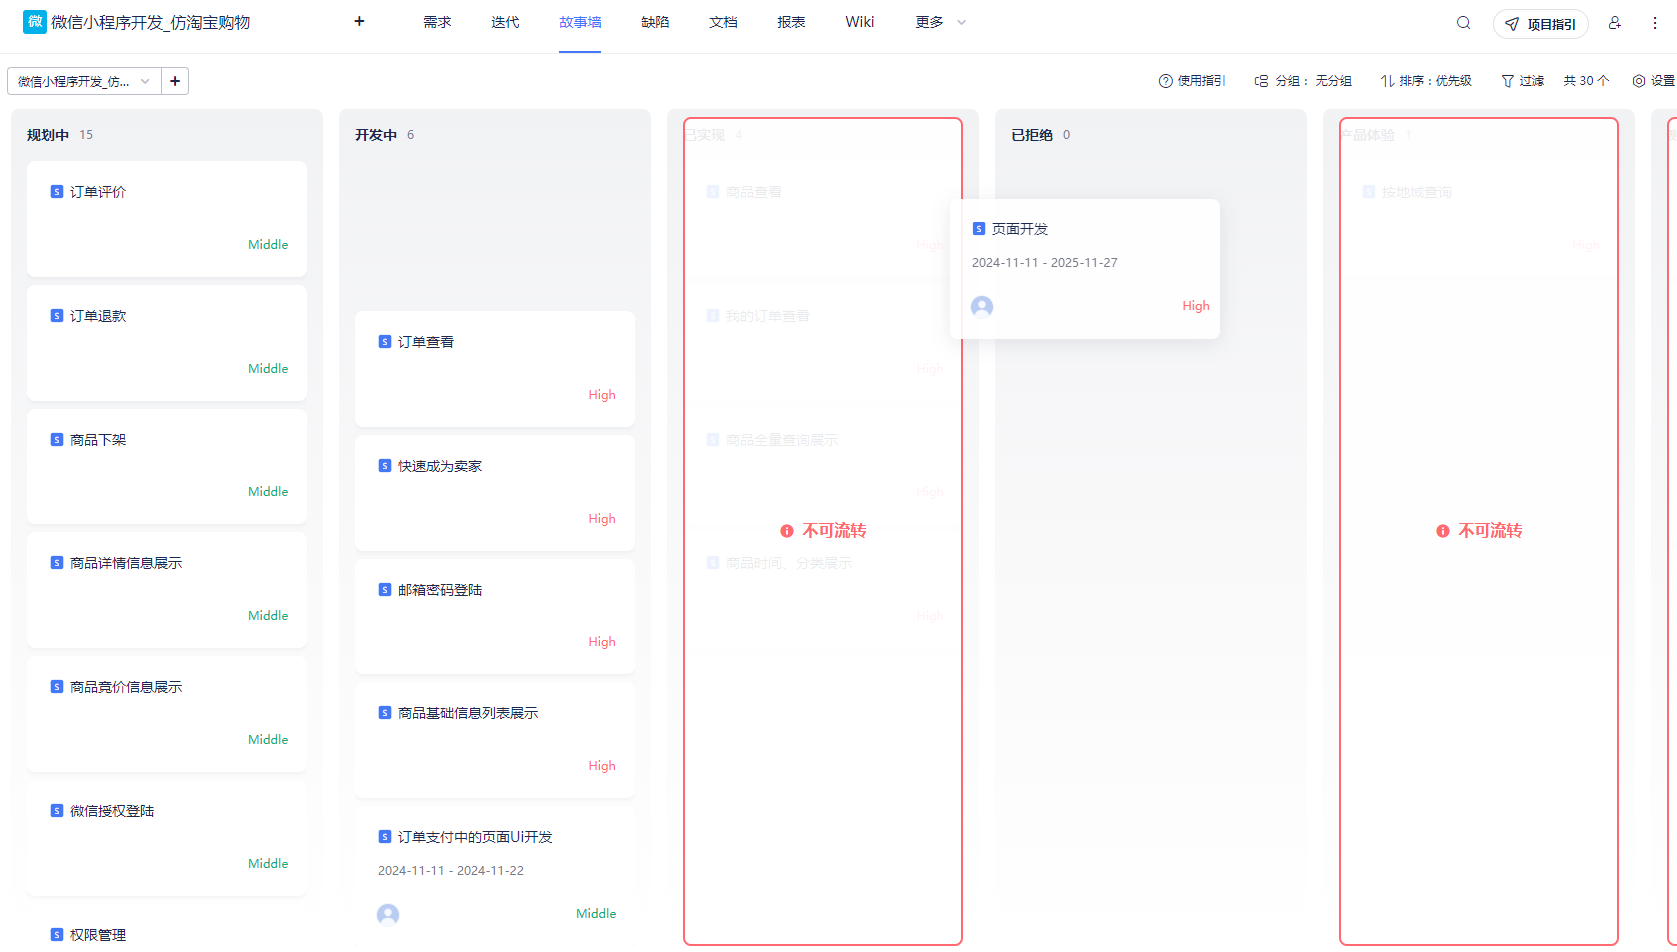 微 微信小程序开发_仿淘宝购物 + 需求 迭代 故事墙 缺陷 文档 报表 Wiki 更多 项目指引
微信小程序开发_仿... + 使用指引 分组： 无分组 排序：优先级 过滤 共 30 个 设置
规划中 15
S 订单评价
Middle
S 订单退款
Middle
S 商品下架
Middle
S 商品详情信息展示
Middle
S 商品竞价信息展示
Middle
S 微信授权登陆
Middle
S 权限管理
开发中 6
S 订单查看
High
S 快速成为卖家
High
S 邮箱密码登陆
High
S 商品基础信息列表展示
High
S 订单支付中的页面Ui开发
2024-11-11 - 2024-11-22
Middle
已实现 4
S 商品查看
High
S 我的订单查看
High
S 商品全量查询展示
High
不可流转
S 商品时间、分类展示
High
已拒绝 0
S 页面开发
2024-11-11 - 2025-11-27
High
产品体验 1
S 按地域查询
High
不可流转